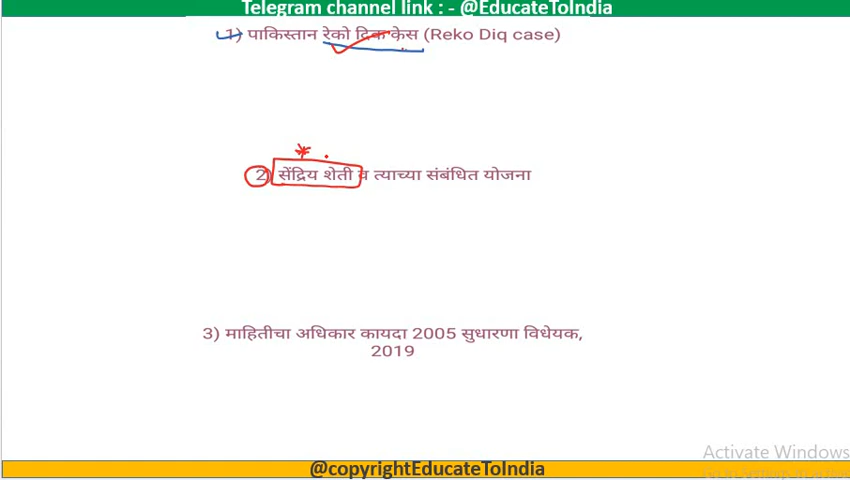 Telegram channel link : - @EducateToIndia
1) पाकिस्तान रेको दिक केस (Reko Diq case)
2) सेंद्रिय शेती व त्याच्या संबंधित योजना
3) माहितीचा अधिकार कायदा 2005 सुधारणा विधेयक,
2019
Activate Windows
@copyrightEducateToIndia